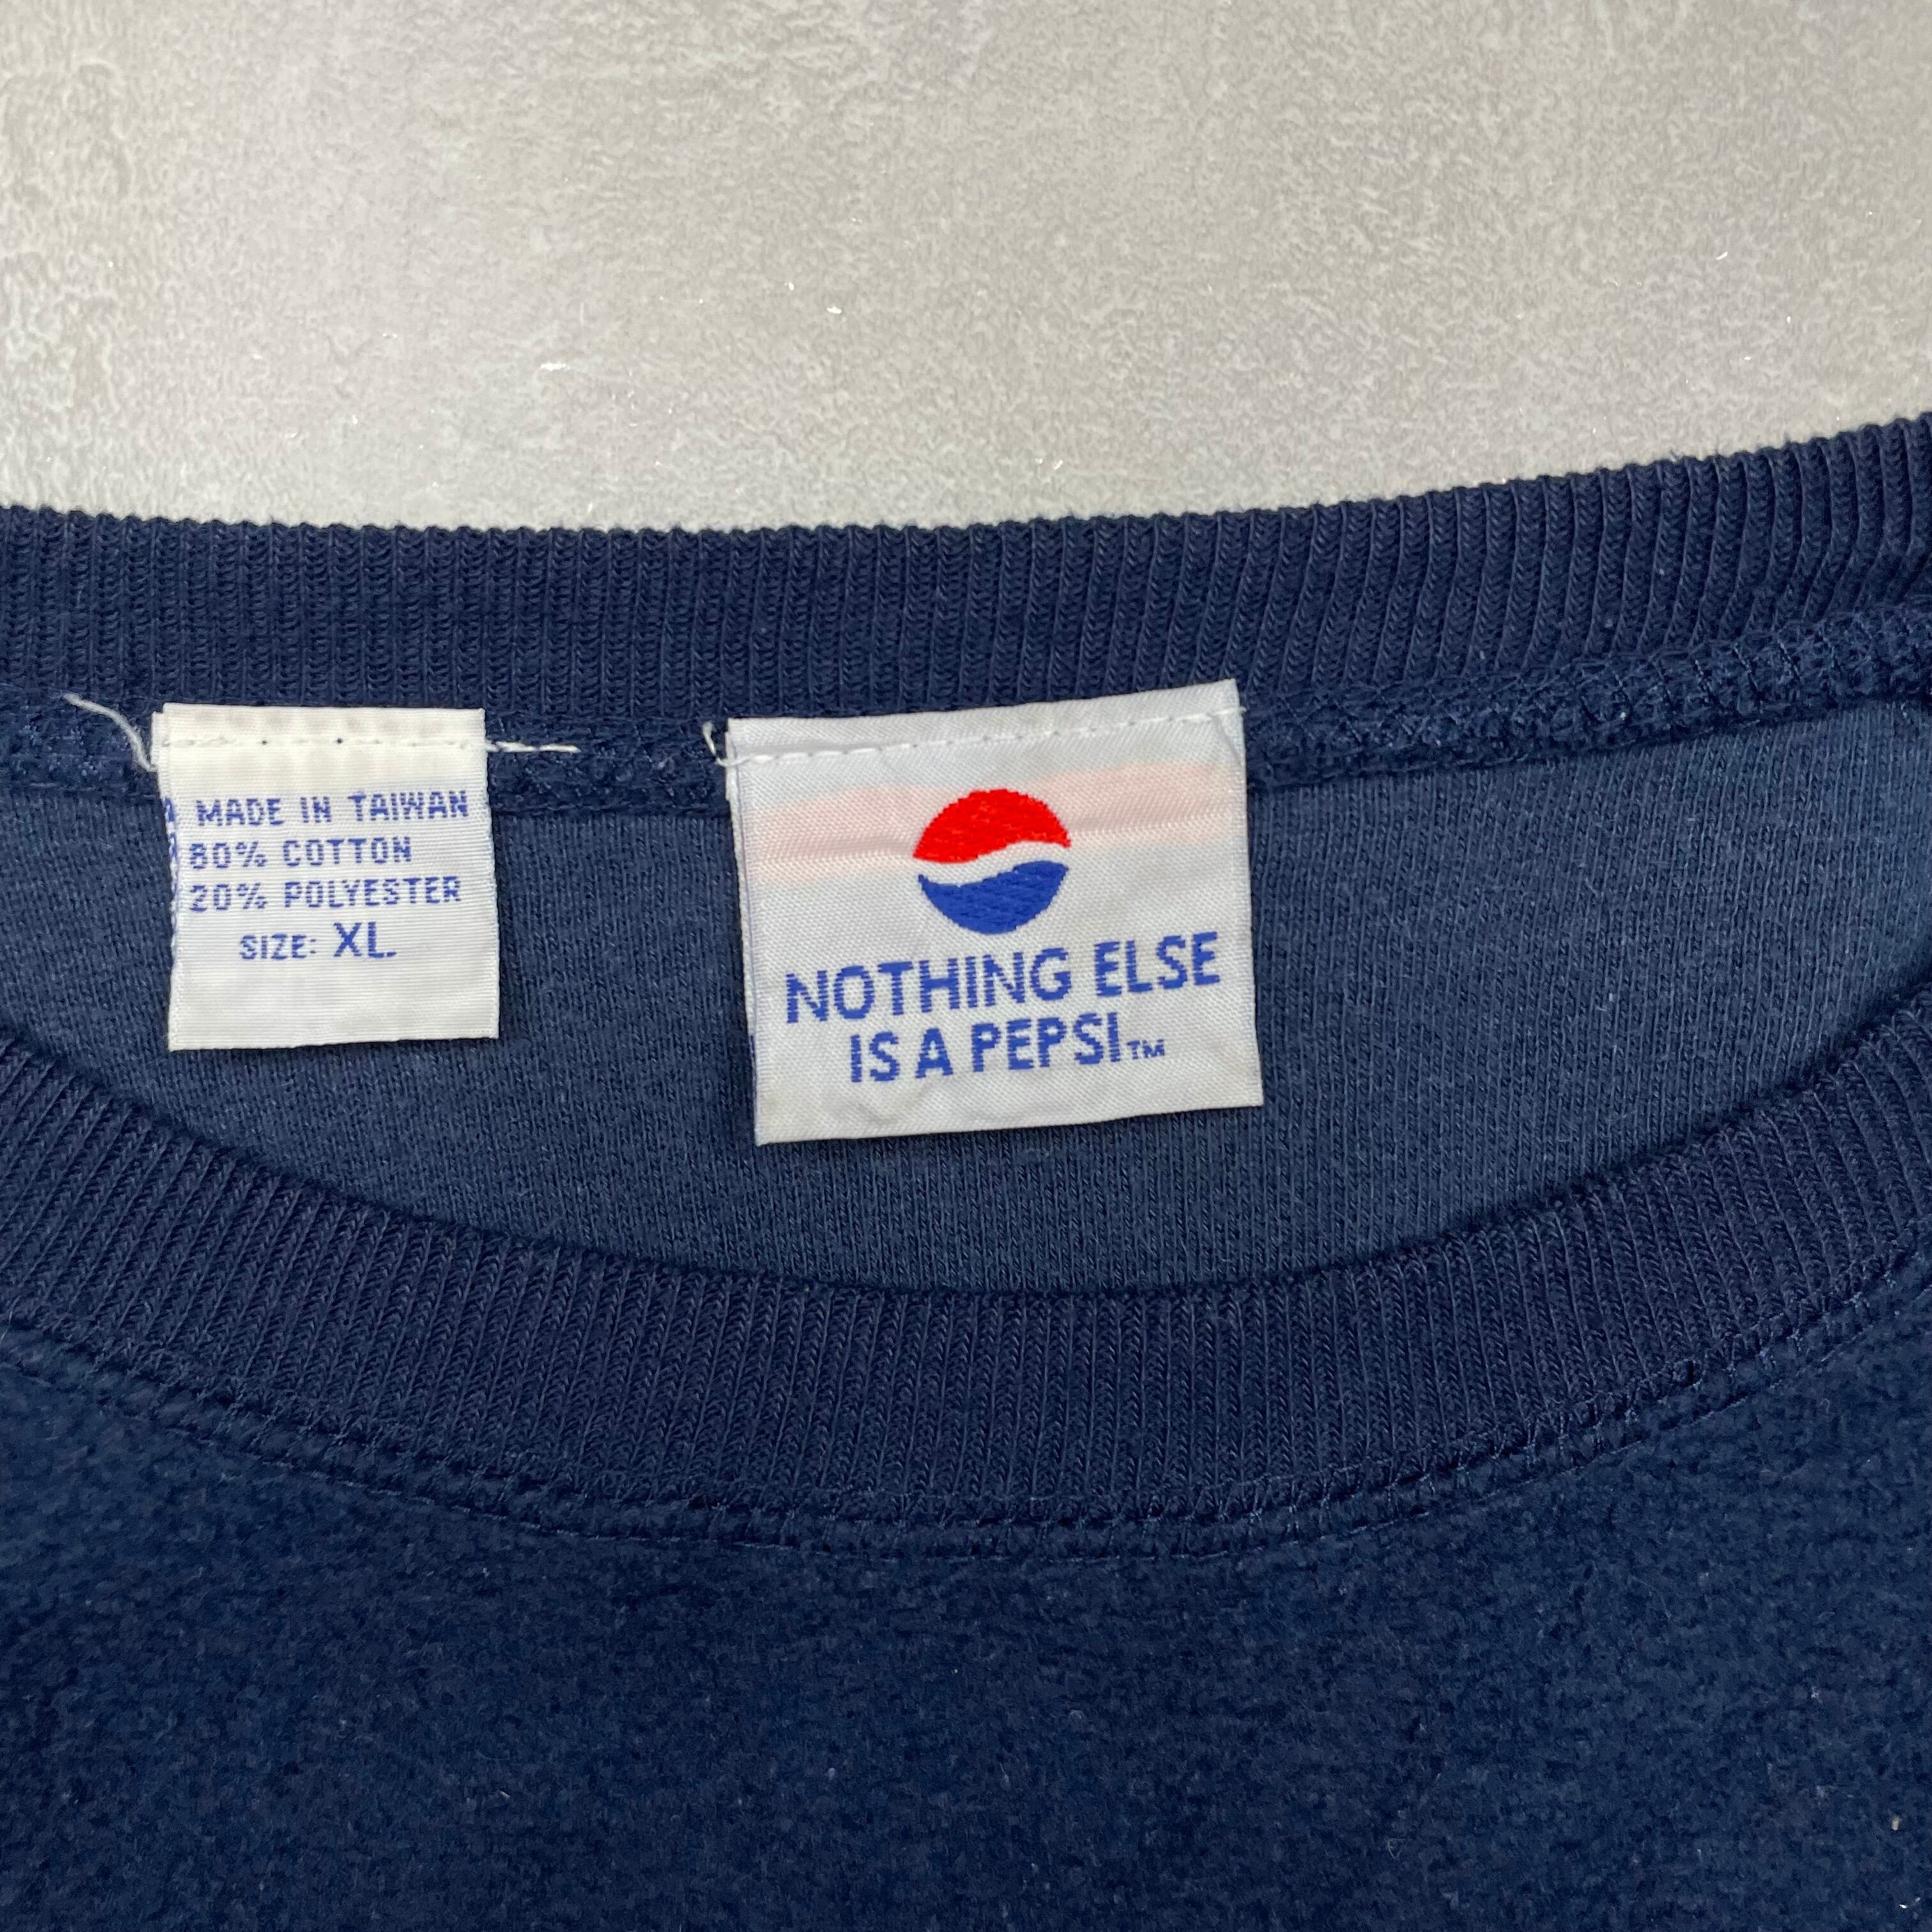 MADE IN TAIWAN
80% COTTON
20% POLYESTER
SIZE: XL.
NOTHING ELSE
IS A PEPSI™